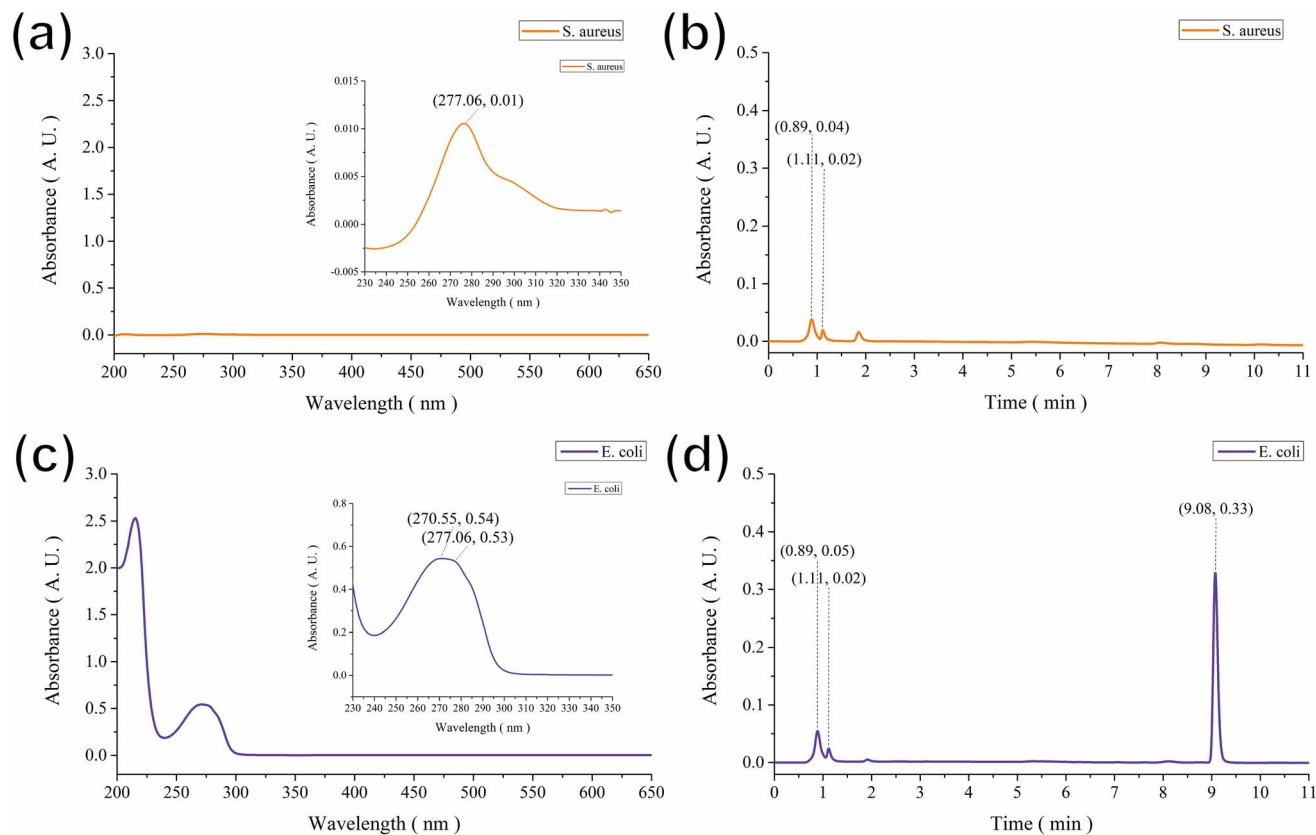 (a)
S. aureus
3.0
2.5
2.0
1.5
1.0
0.5
0.0
Absorbance ( A. U. )
200 250 300 350 400 450 500 550 600 650
Wavelength ( nm )
S. aureus
(277.06, 0.01)
0.015
0.010
0.005
0.000
-0.005
Absorbance ( A. U. )
230 240 250 260 270 280 290 300 310 320 330 340 350
Wavelength ( nm )
(b)
S. aureus
0.5
0.4
0.3
0.2
0.1
0.0
Absorbance ( A. U. )
(0.89, 0.04)
(1.11, 0.02)
0 1 2 3 4 5 6 7 8 9 10 11
Time ( min )
(c)
E. coli
3.0
2.5
2.0
1.5
1.0
0.5
0.0
Absorbance ( A. U. )
200 250 300 350 400 450 500 550 600 650
Wavelength ( nm )
E. coli
(270.55, 0.54)
(277.06, 0.53)
0.8
0.6
0.4
0.2
0.0
Absorbance ( A. U. )
230 240 250 260 270 280 290 300 310 320 330 340 350
Wavelength ( nm )
(d)
E. coli
0.5
0.4
0.3
0.2
0.1
0.0
Absorbance ( A. U. )
(9.08, 0.33)
(0.89, 0.05)
(1.11, 0.02)
0 1 2 3 4 5 6 7 8 9 10 11
Time ( min )